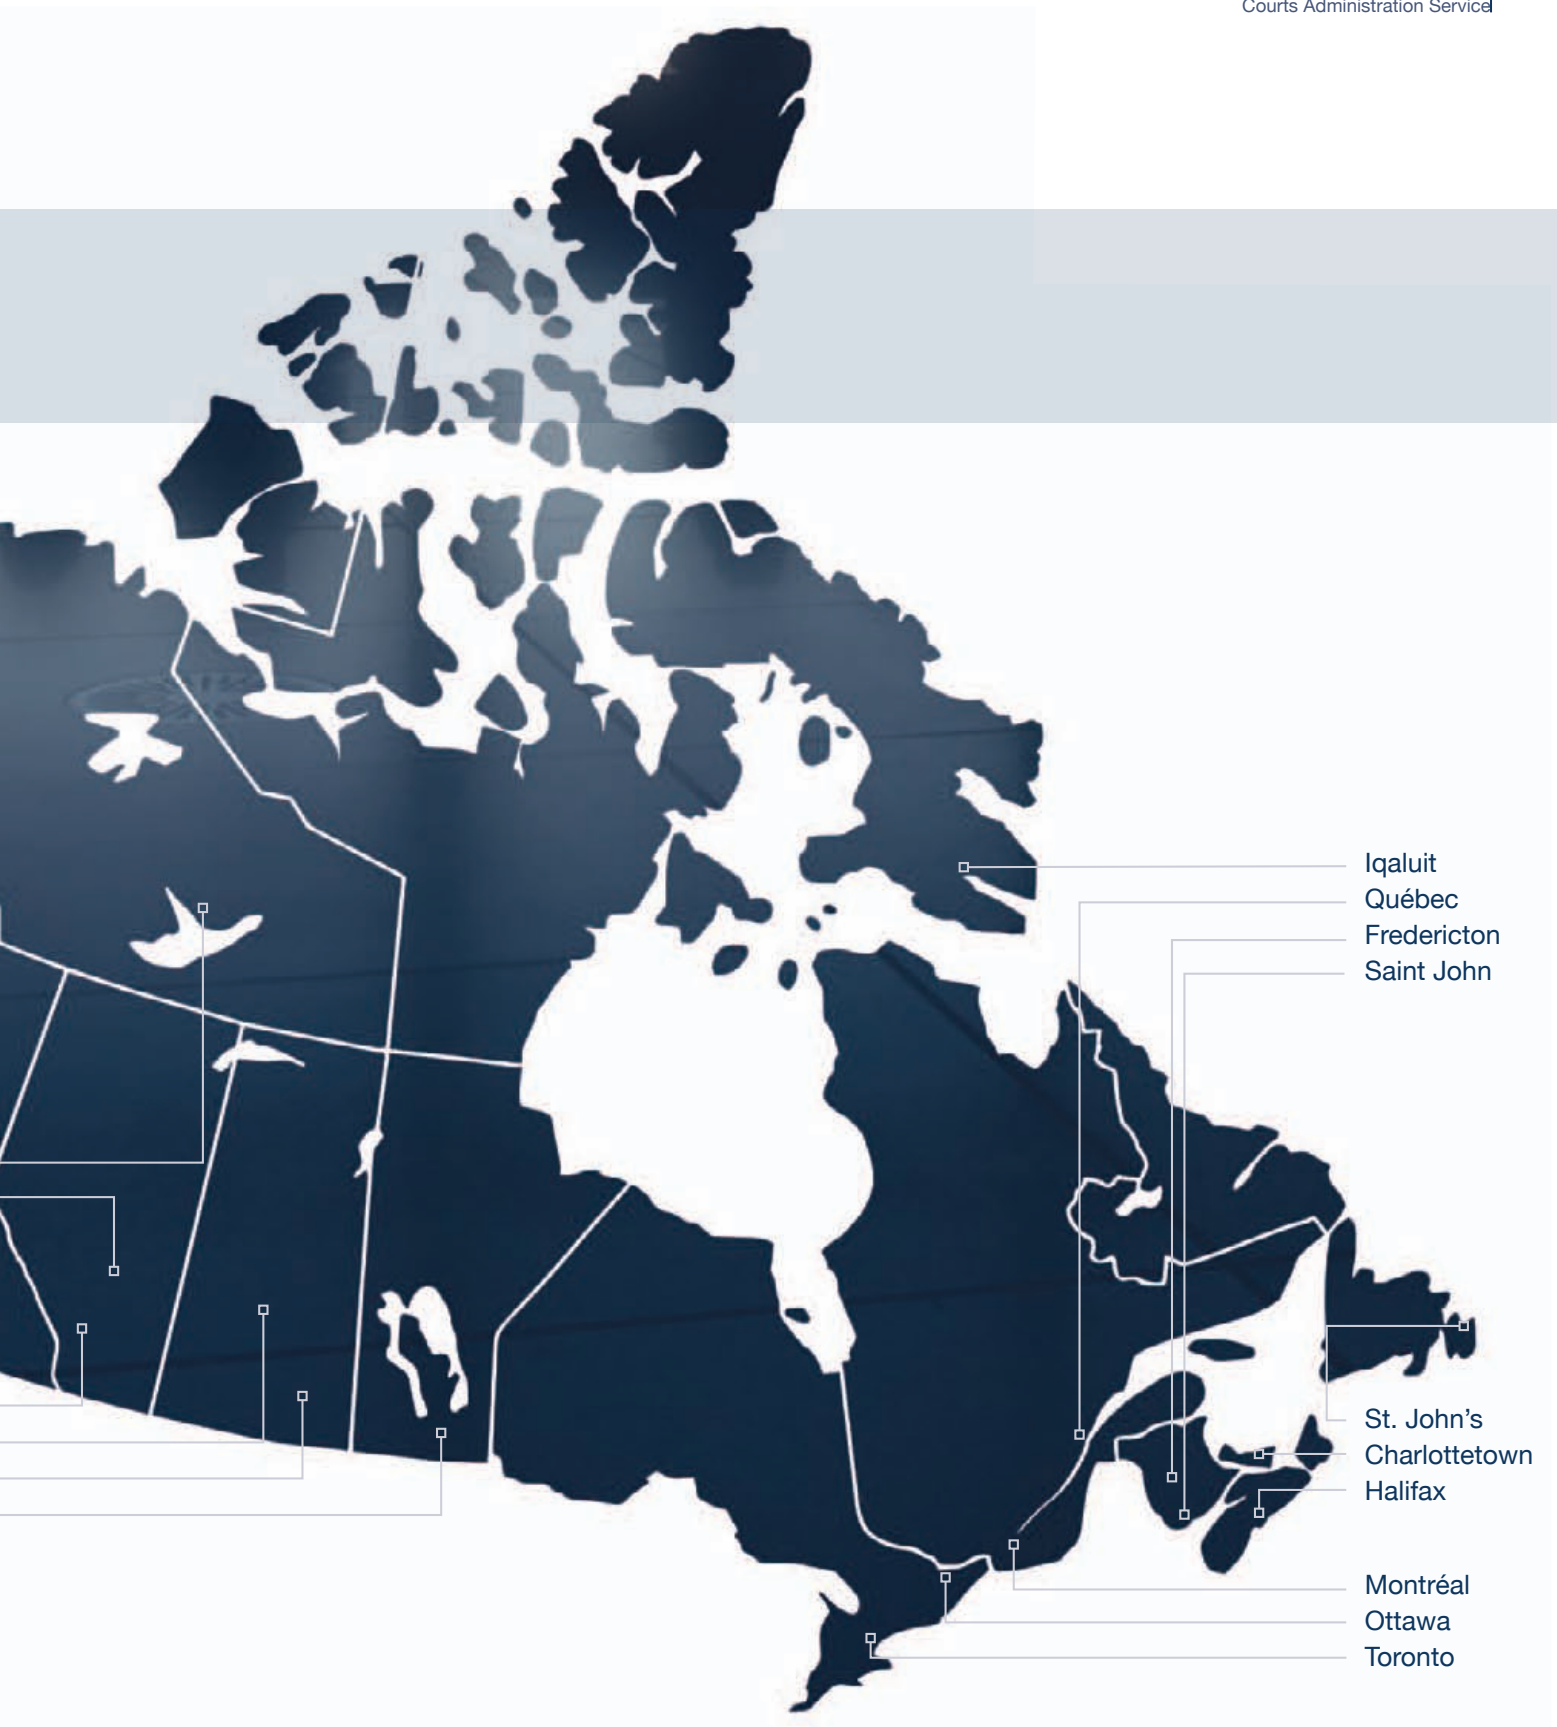 Courts Administration Service
Iqaluit
Québec
Fredericton
Saint John
St. John’s
Charlottetown
Halifax
Montréal
Ottawa
Toronto